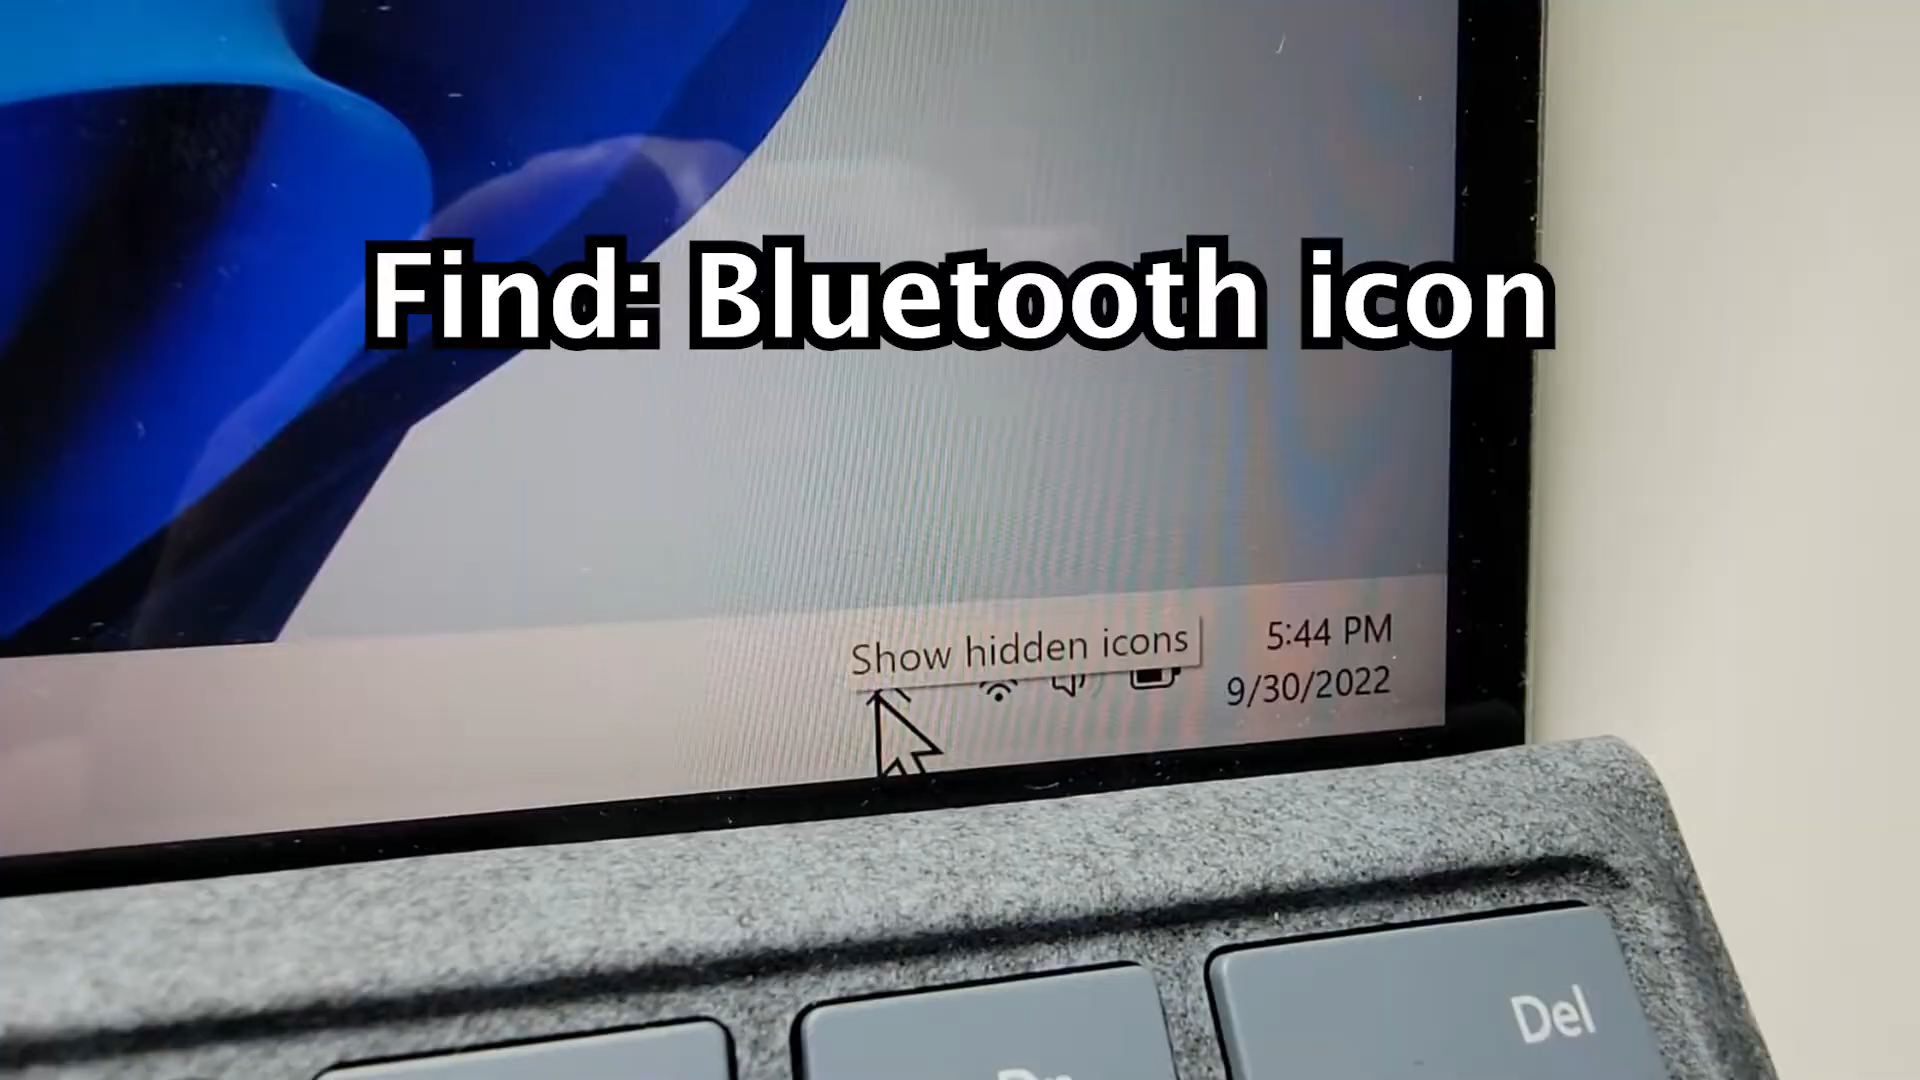 Find: Bluetooth icon
Show hidden icons
5:44 PM
9/30/2022
Del